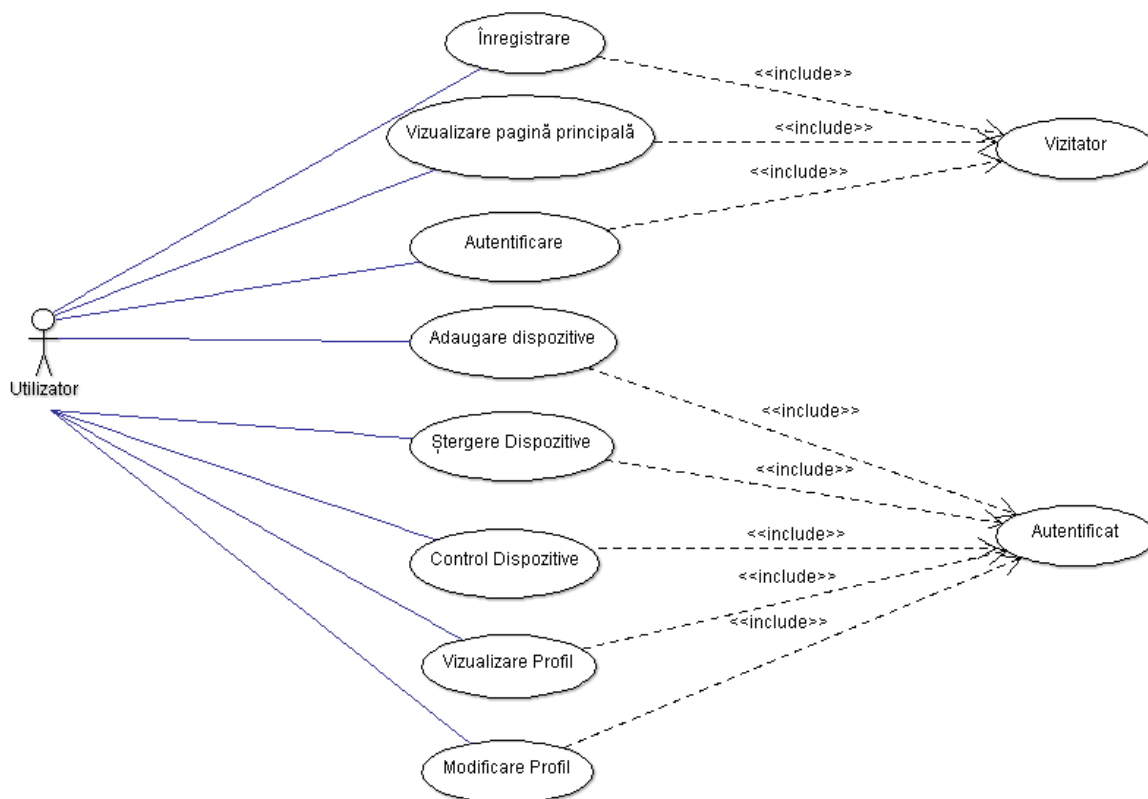 Înregistrare
<<include>>
Vizualizare pagină principală
<<include>>
Vizitator
<<include>>
Autentificare
Adaugare dispozitive
Utilizator
<<include>>
Ștergere Dispozitive
<<include>>
Autentificat
<<include>>
Control Dispozitive
<<include>>
<<include>>
Vizualizare Profil
Modificare Profil